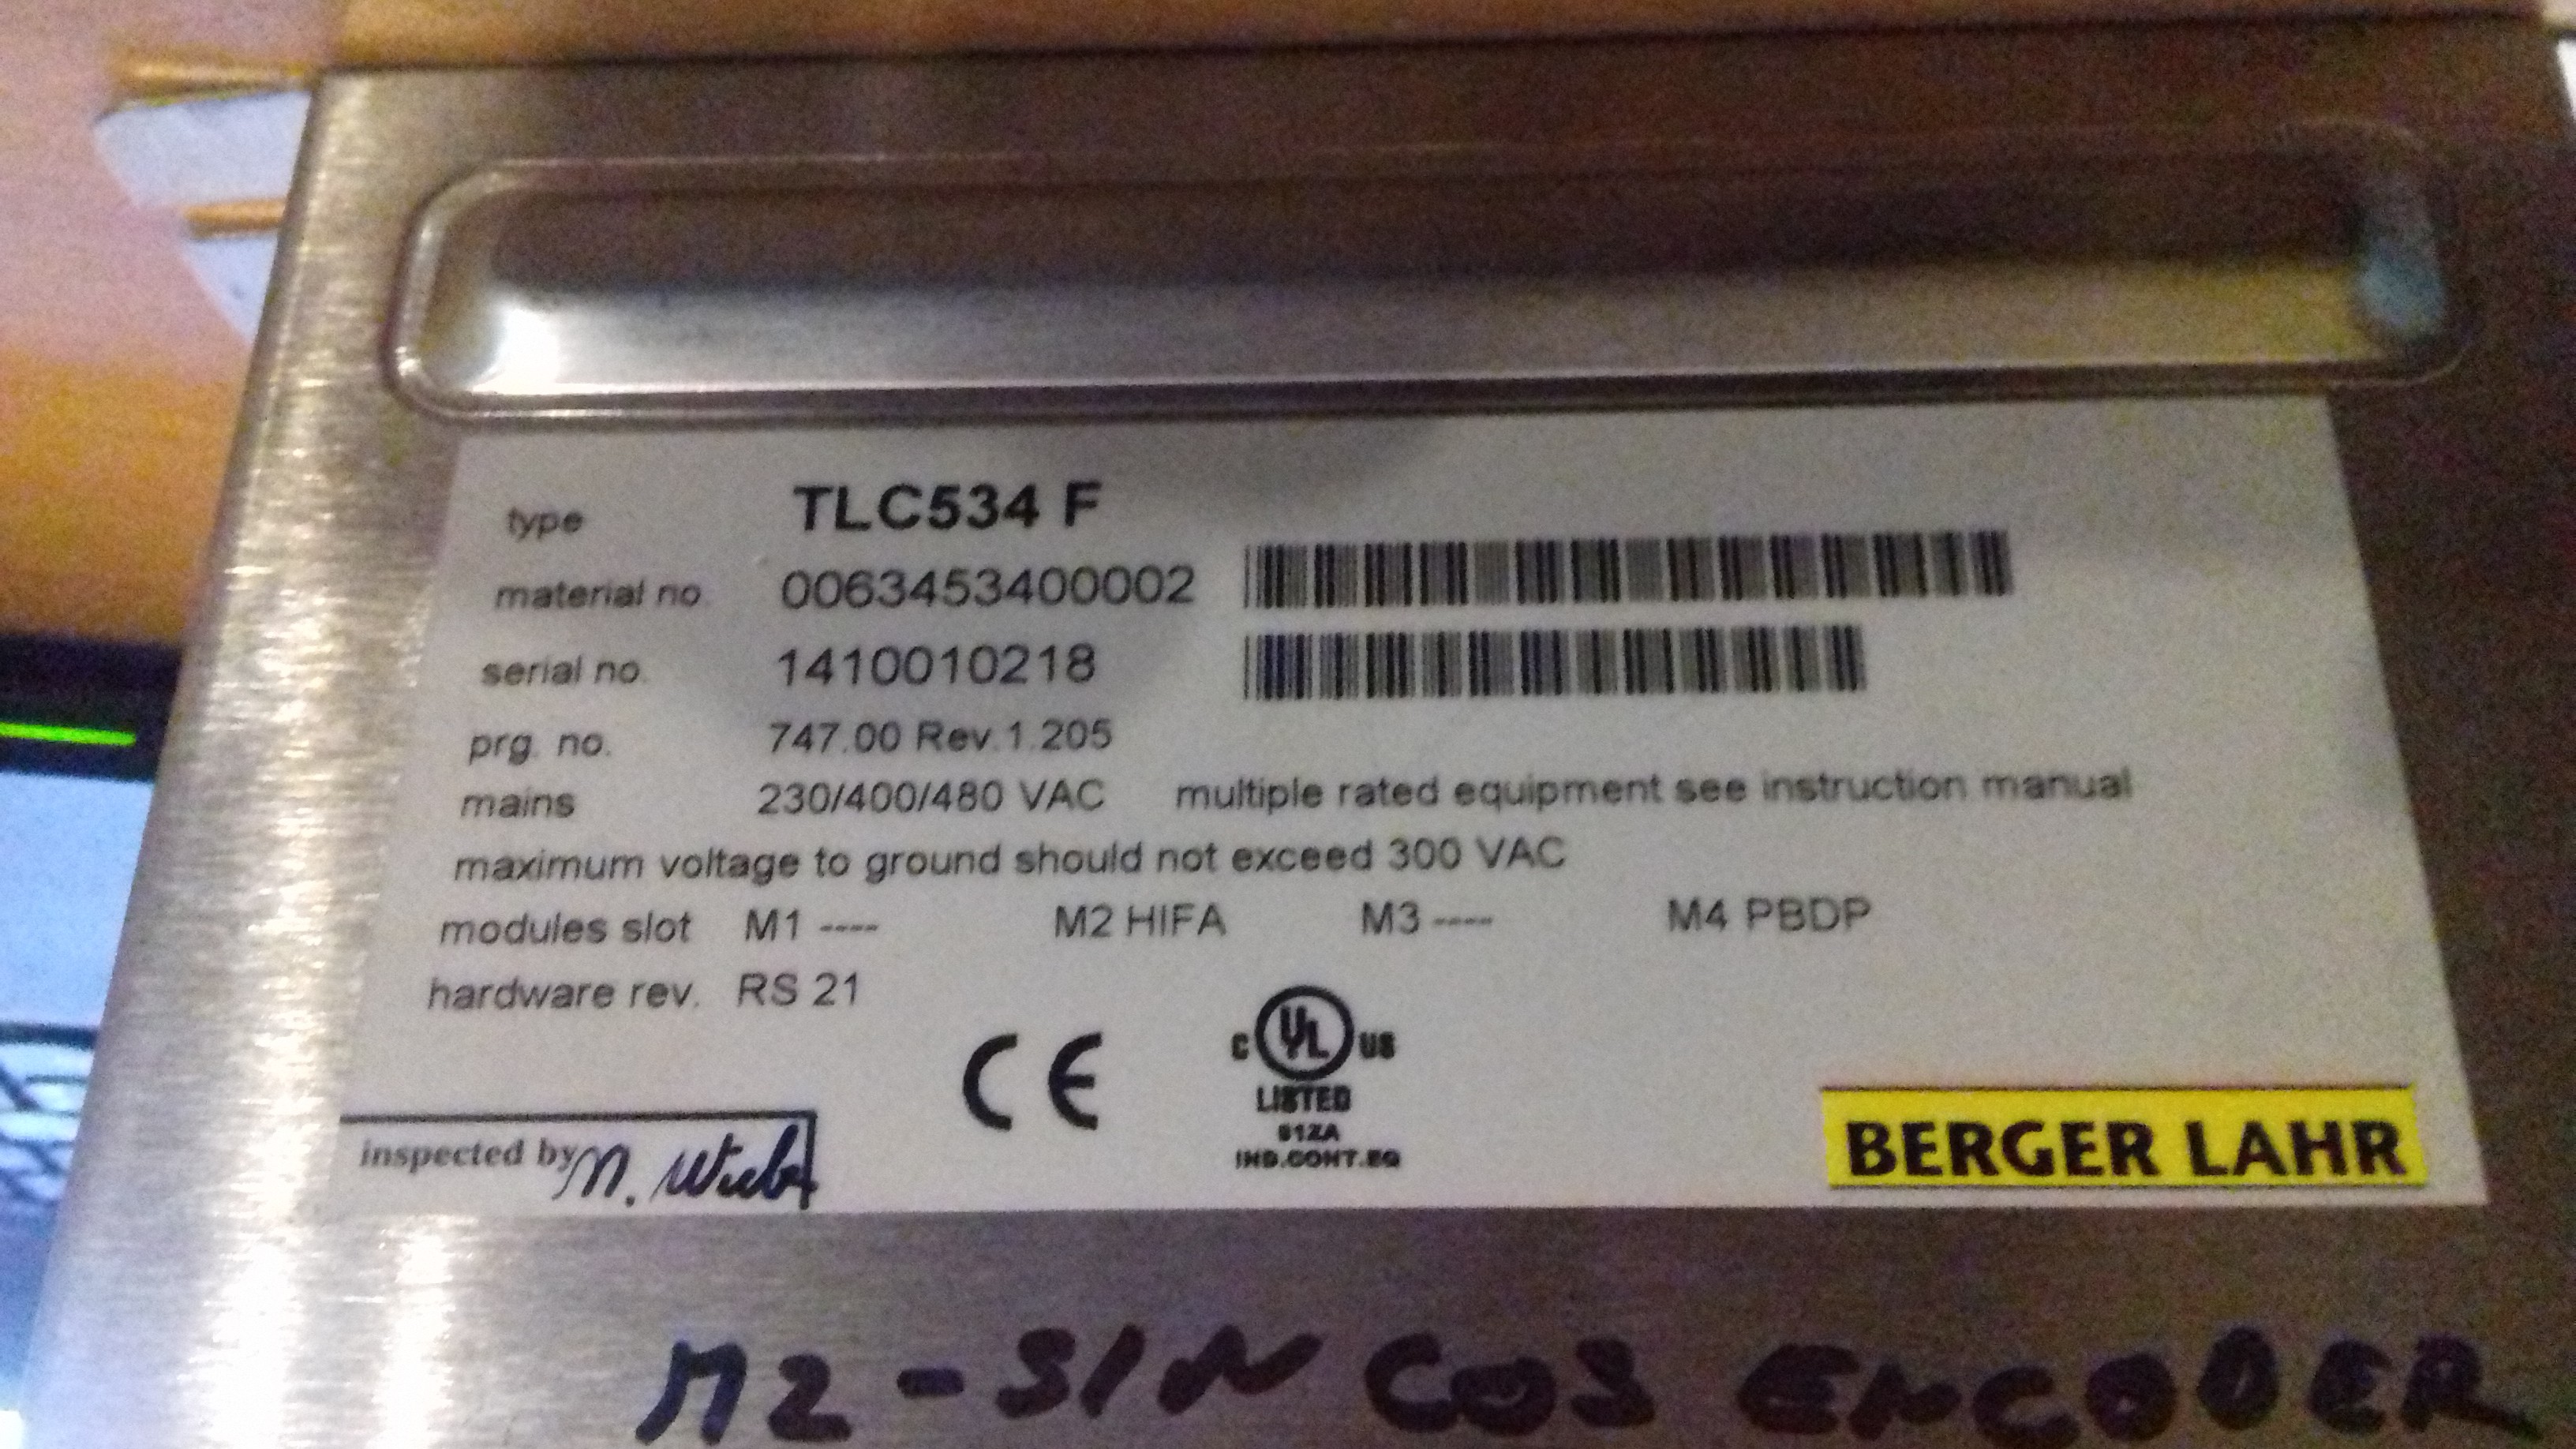 type TLC534 F
material no. 0063453400002
serial no. 1410010218
prg. no. 747.00 Rev.1.205
mains 230/400/480 VAC multiple rated equipment see instruction manual
maximum voltage to ground should not exceed 300 VAC
modules slot M1 ---- M2 HIFA M3 ---- M4 PBDP
hardware rev. RS 21
CE
C UL US
LISTED
91ZA
IND.CONT.EQ
inspected by
BERGER LAHR
M2 - SIN COS ENCODER